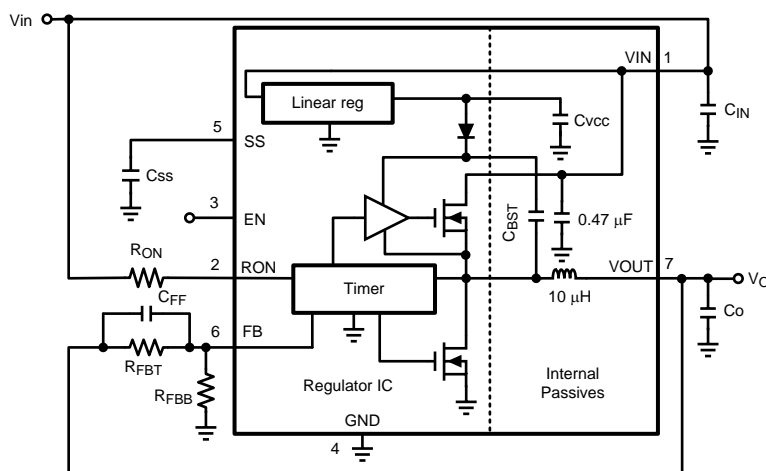 Vin
VIN
1
Linear reg
CIN
Cvcc
5
SS
Css
3
EN
CBST
0.47 μF
RON
2
RON
Timer
VOUT
7
10 μH
CFF
Co
6
FB
RFBT
RFBB
Regulator IC
Internal
Passives
GND
4